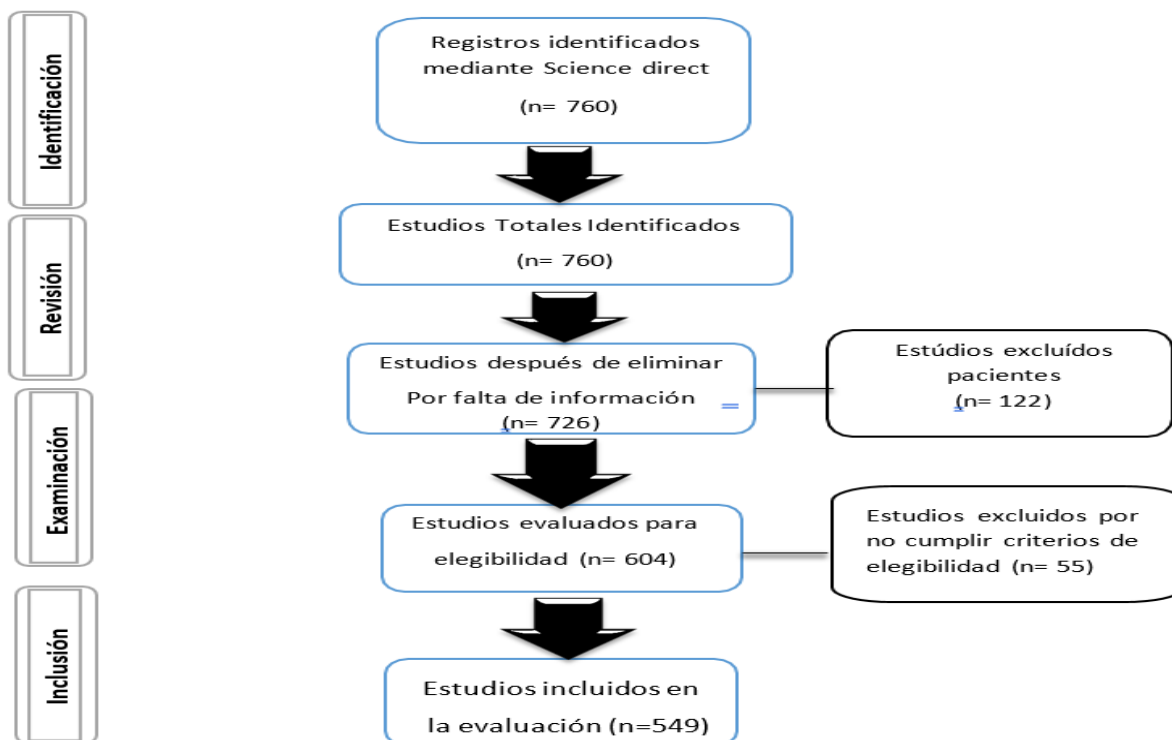 Identificación
Registros identificados
mediante Science direct
(n= 760)
Revisión
Estudios Totales Identificados
(n= 760)
Estudios después de eliminar
Por falta de información
(n= 726)
Estúdios excluídos
pacientes
(n= 122)
Examinación
Estudios evaluados para
elegibilidad (n= 604)
Estudios excluidos por
no cumplir criterios de
elegibilidad (n= 55)
Inclusión
Estudios incluidos en
la evaluación (n=549)